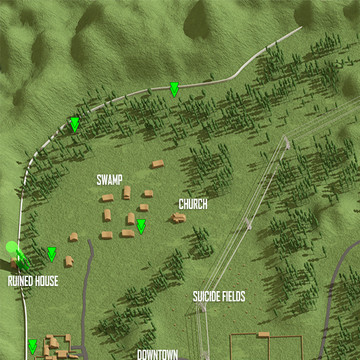 SWAMP
CHURCH
RUINED HOUSE
SUICIDE FIELDS
DOWNTOWN